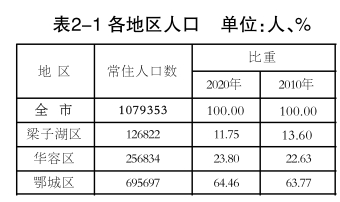 表2-1 各地区人口 单位:人、%
地 区 常住人口数 比重
2020年 2010年
全 市 1079353 100.00 100.00
梁子湖区 126822 11.75 13.60
华容区 256834 23.80 22.63
鄂城区 695697 64.46 63.77